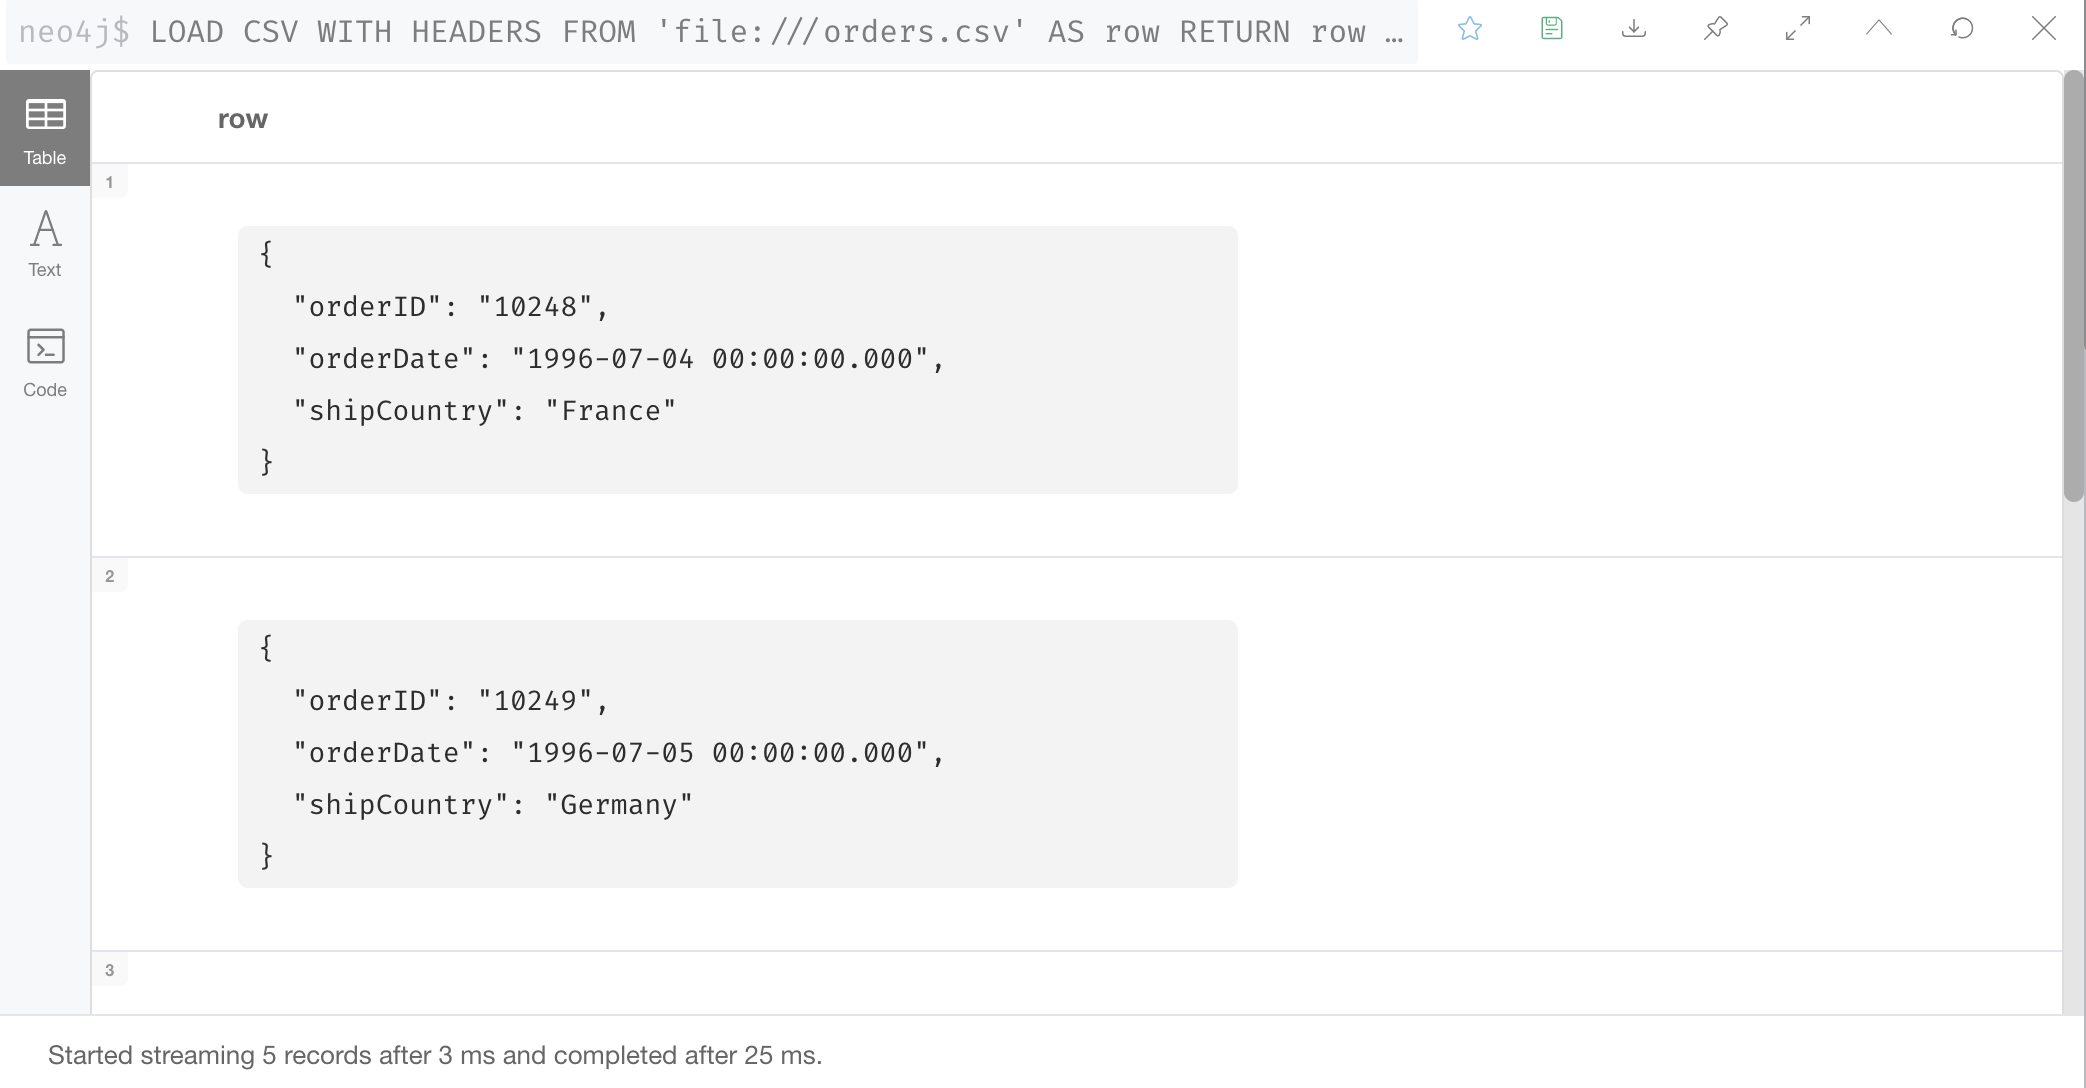 neo4j$ LOAD CSV WITH HEADERS FROM 'file:///orders.csv' AS row RETURN row …
Table
Text
Code
row
1
{
"orderID": "10248",
"orderDate": "1996-07-04 00:00:00.000",
"shipCountry": "France"
}
2
{
"orderID": "10249",
"orderDate": "1996-07-05 00:00:00.000",
"shipCountry": "Germany"
}
3
Started streaming 5 records after 3 ms and completed after 25 ms.